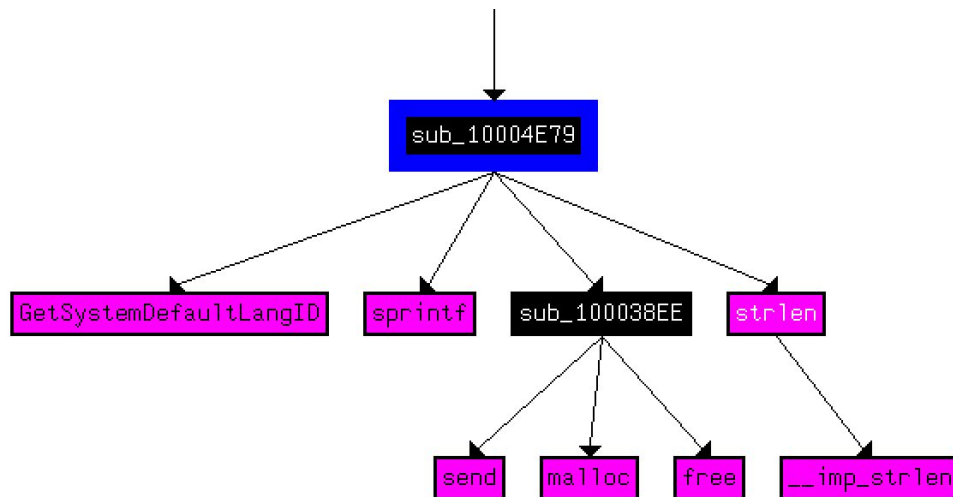 sub_10004E79
GetSystemDefaultLangID
sprintf
sub_100038EE
strlen
send
malloc
free
__imp_strlen